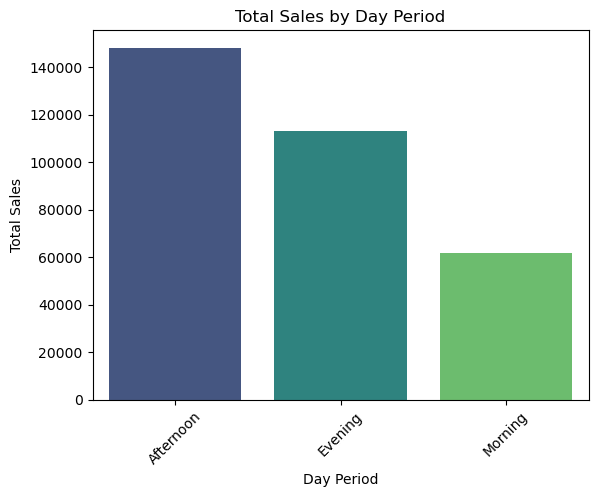 Total Sales by Day Period
Total Sales
140000
120000
100000
80000
60000
40000
20000
0
Afternoon
Evening
Morning
Day Period